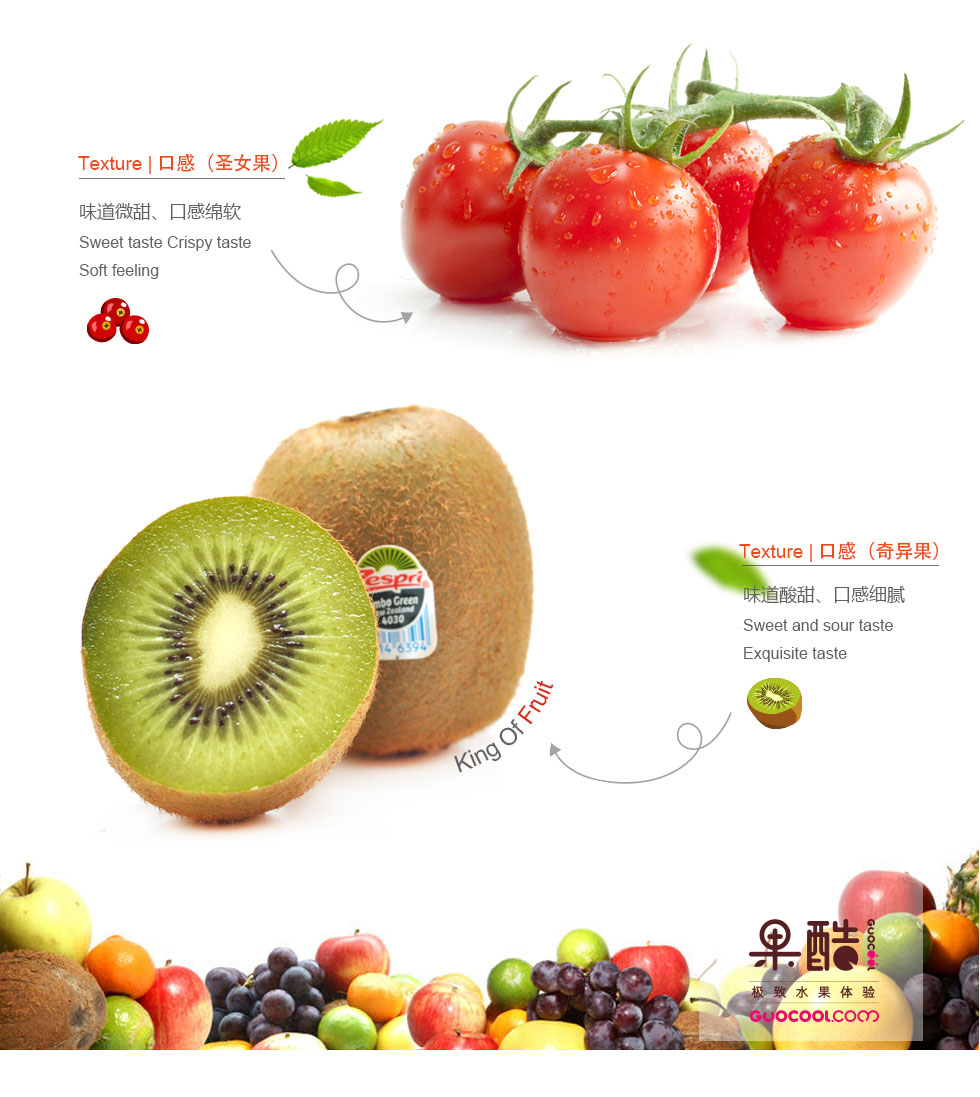 Texture | 口感（圣女果）
味道微甜、口感绵软
Sweet taste Crispy taste
Soft feeling
Zespri
Jumbo Green
New Zealand
4030
Texture | 口感（奇异果）
味道酸甜、口感细腻
Sweet and sour taste
Exquisite taste
King Of Fruit
果酷
GUOCOOL
极致水果体验
GUOCOOL.COM